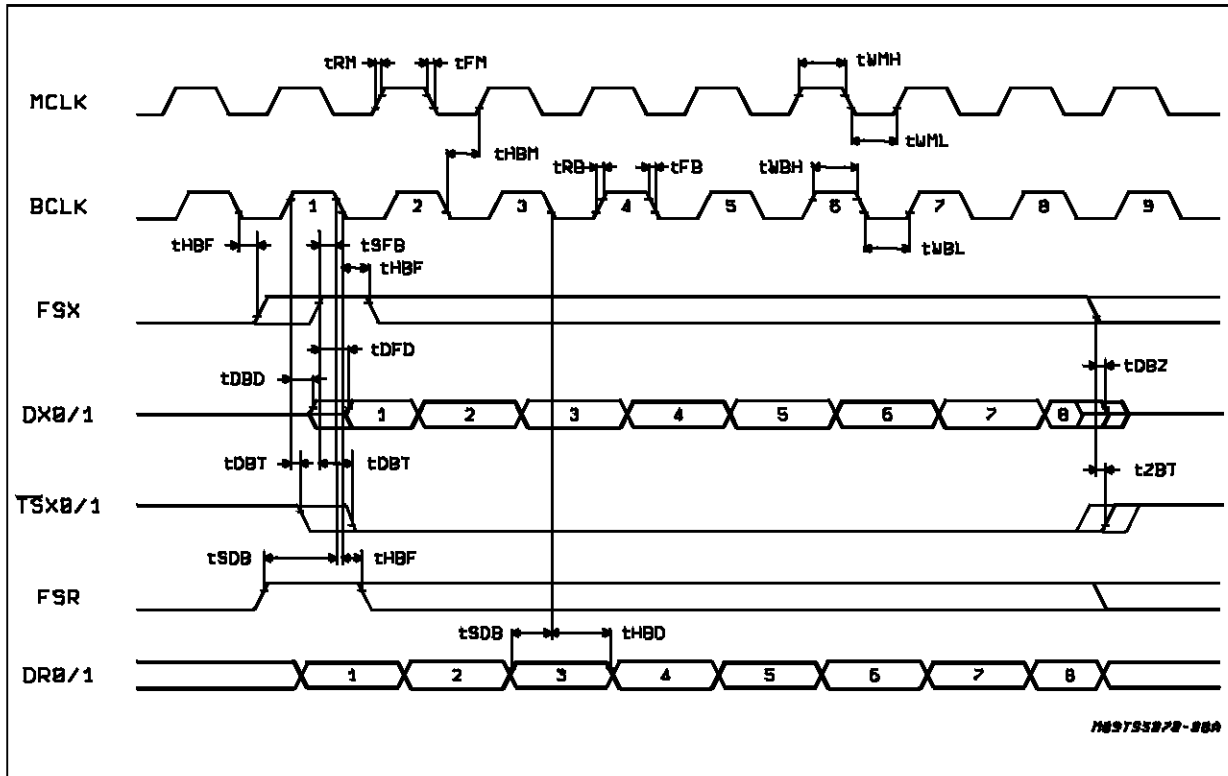 tRM tFM tWMH
MCLK
tWML
tHBM
tRB tFB tWBH
BCLK 1 2 3 4 5 6 7 8 9
tHBF tSFB tWBL
tHBF
FSX
tDFD
tDBD tDBZ
DX0/1 1 2 3 4 5 6 7 8
tDBT tDBT tZBT
TSX0/1
tSDB tHBF
FSR
tSDB tHBD
DR0/1 1 2 3 4 5 6 7 8